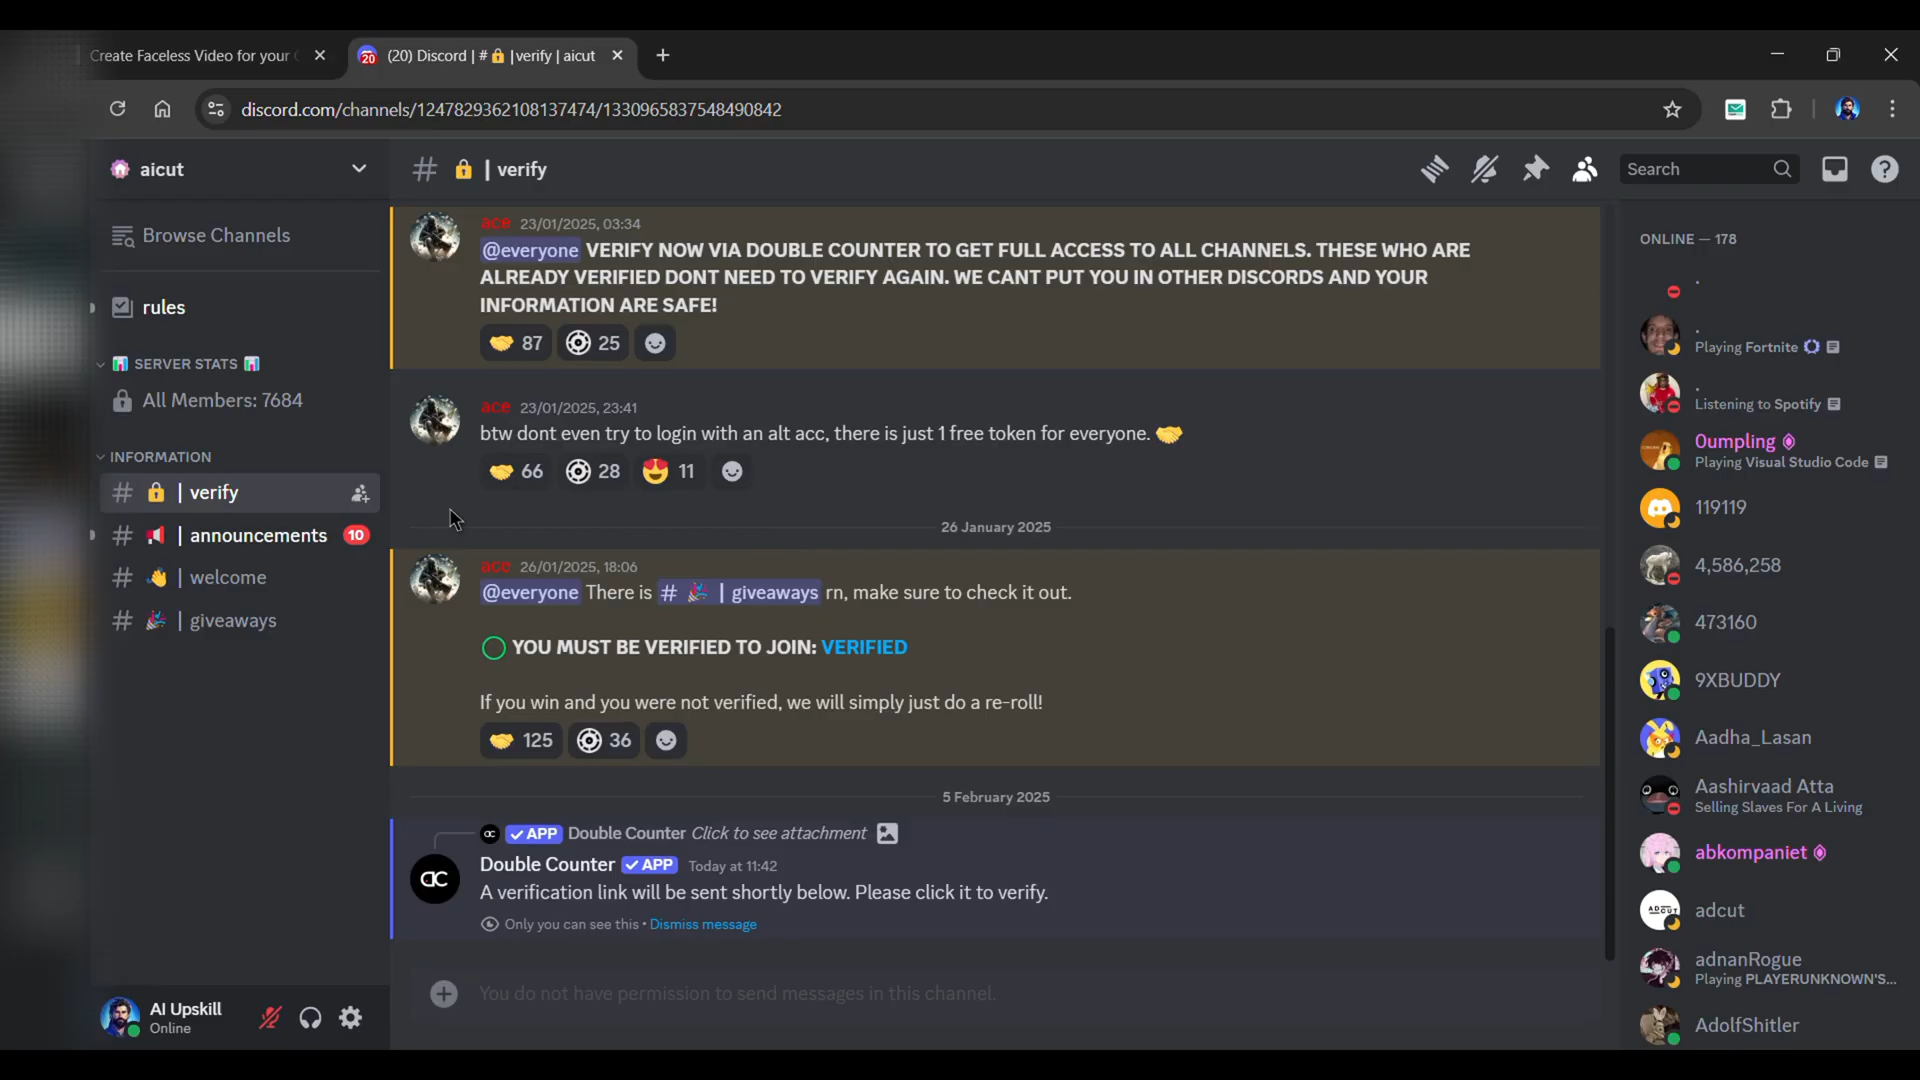 Create Faceless Video for your
20
(20) Discord | # 🔒 | verify | aicut
discord.com/channels/1247829362108137474/1330965837548490842
aicut
# 🔒 | verify
Search
Browse Channels
rules
📊 SERVER STATS 📊
All Members: 7684
INFORMATION
# 🔒 | verify
# 📢 | announcements 10
# 👋 | welcome
# 🎉 | giveaways
AI Upskill
Online
ace 23/01/2025, 03:34
@everyone VERIFY NOW VIA DOUBLE COUNTER TO GET FULL ACCESS TO ALL CHANNELS. THESE WHO ARE
ALREADY VERIFIED DONT NEED TO VERIFY AGAIN. WE CANT PUT YOU IN OTHER DISCORDS AND YOUR
INFORMATION ARE SAFE!
🤝 87 25
ace 23/01/2025, 23:41
btw dont even try to login with an alt acc, there is just 1 free token for everyone. 🤝
🤝 66 28 😍 11
26 January 2025
ace 26/01/2025, 18:06
@everyone There is # 🎉 | giveaways rn, make sure to check it out.
YOU MUST BE VERIFIED TO JOIN: VERIFIED
If you win and you were not verified, we will simply just do a re-roll!
🤝 125 36
5 February 2025
✓ APP Double Counter Click to see attachment
Double Counter ✓ APP Today at 11:42
A verification link will be sent shortly below. Please click it to verify.
Only you can see this • Dismiss message
You do not have permission to send messages in this channel.
ONLINE — 178
.
.
Playing Fortnite
.
Listening to Spotify
Oumpling
Playing Visual Studio Code
119119
4,586,258
473160
9XBUDDY
Aadha_Lasan
Aashirvaad Atta
Selling Slaves For A Living
abkompaniet
ADCUT
adcut
adnanRogue
Playing PLAYERUNKNOWN'S...
AdolfShitler